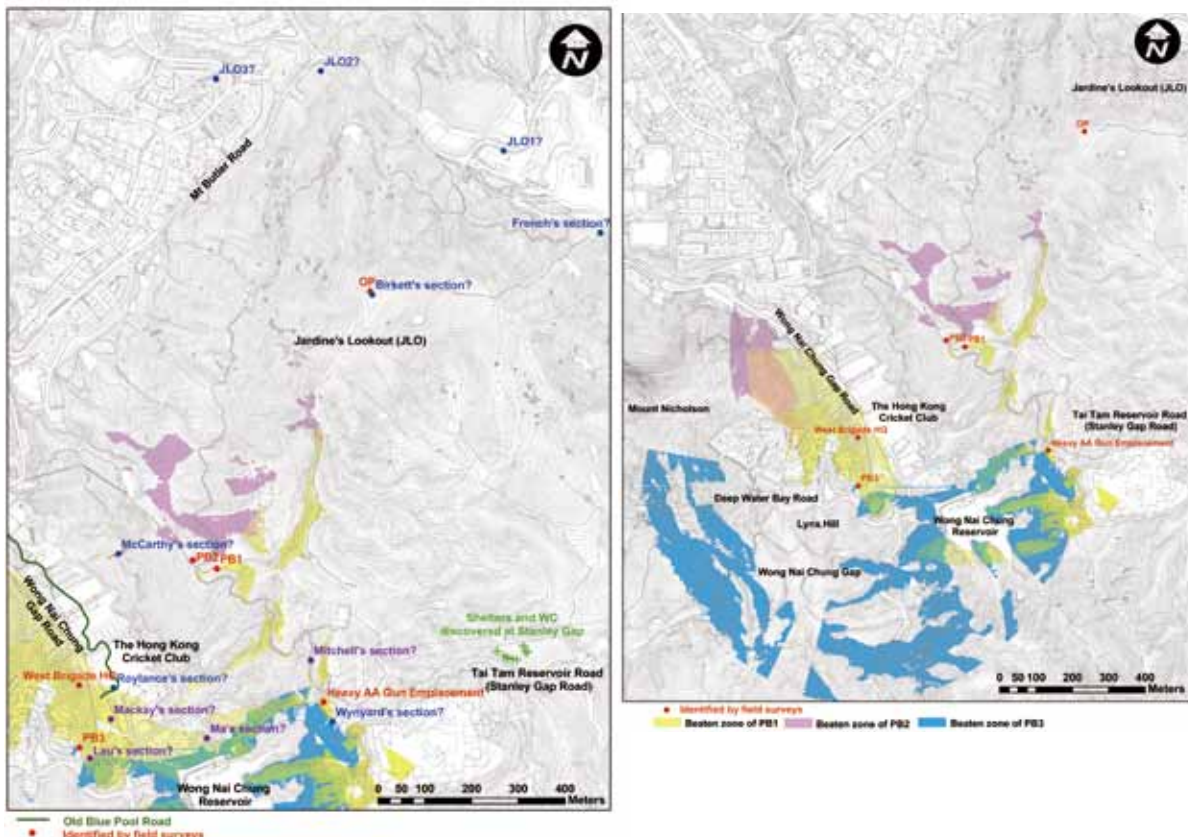 N
JLO3?
JLO2?
JLO1?
Mt Butler Road
French's section?
OP
Birkett's section?
Jardine's Lookout (JLO)
McCarthy's section?
PB2
PB1
Wong Nai Chung
Gap Road
Shelters and WC
discovered at Stanley Gap
The Hong Kong
Cricket Club
Mitchell's section?
Tai Tam Reservoir Road
(Stanley Gap Road)
West Brigade HQ
Roylance's section?
Heavy AA Gun Emplacement
Mackay's section?
Wynyard's section?
Ma's section?
PB3
Lau's section?
Wong Nai Chung
Reservoir
0 50 100 200 300 400
Meters
Old Blue Pool Road
Identified by field surveys
N
Jardine's Lookout (JLO)
OP
Wong Nai Chung Gap Road
PB2
PB1
Mount Nicholson
The Hong Kong
Cricket Club
Tai Tam Reservoir Road
(Stanley Gap Road)
West Brigade HQ
Heavy AA Gun Emplacement
PB3
Deep Water Bay Road
Lyra Hill
Wong Nai Chung
Reservoir
Wong Nai Chung Gap
0 50 100 200 300 400
Meters
Identified by field surveys
Beaten zone of PB1 Beaten zone of PB2 Beaten zone of PB3